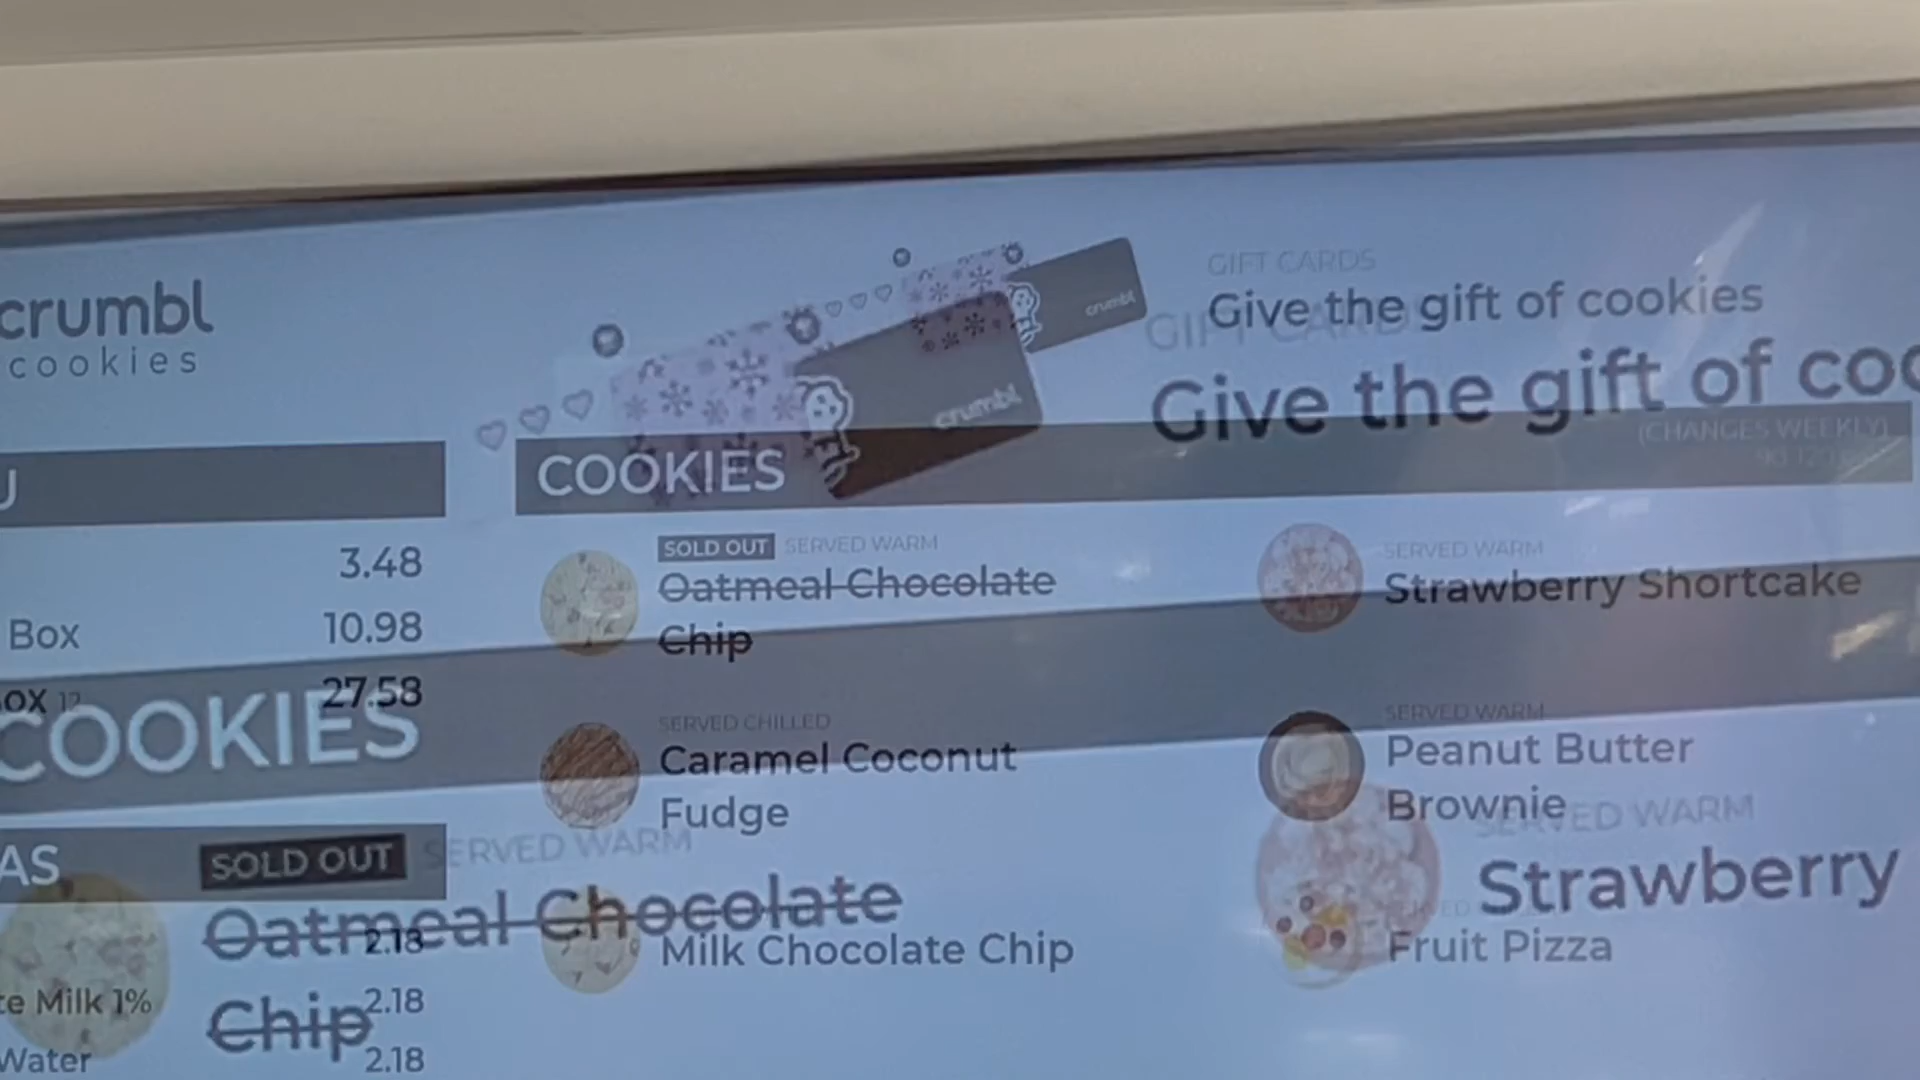 crumbl
cookies
crumbl
crumbl
GIFT CARDS
Give the gift of cookies
GIFT CARDS
Give the gift of
U
COOKIES
(CHANGES WEEKLY)
3.48
Box 10.98
27.58
SOLD OUT SERVED WARM
Oatmeal Chocolate
Chip
SERVED WARM
Strawberry Shortcake
SERVED CHILLED
Caramel Coconut
Fudge
SERVED WARM
Peanut Butter
Brownie
Milk Chocolate Chip
Fruit Pizza
COOKIES
AS
2.18
Milk 1% 2.18
Water 2.18
SOLD OUT SERVED WARM
Oatmeal Chocolate
Chip
SERVED WARM
Strawberry